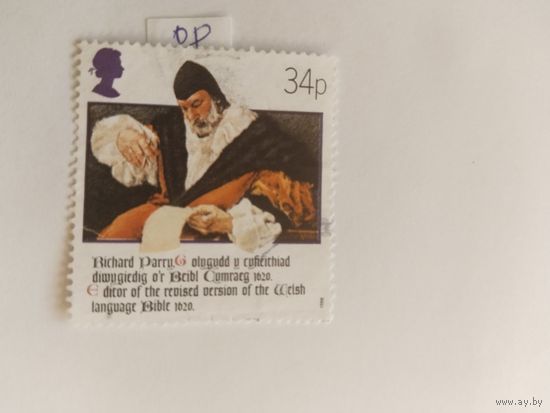 op
34p
Richard Parry, Golygydd y cyfieithiad
diwygiedig o'r Beibl Cymraeg 1620.
Editor of the revised version of the Welsh
language Bible 1620.
www.ay.by